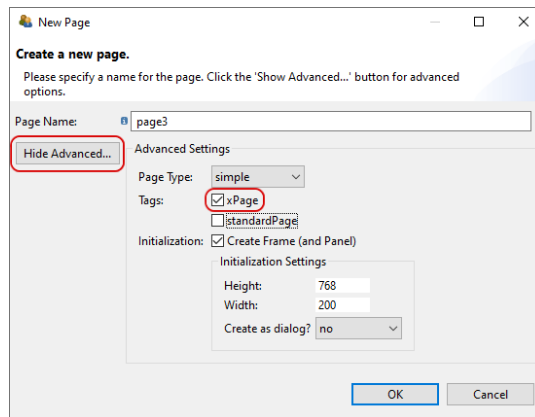 New Page
Create a new page.
Please specify a name for the page. Click the 'Show Advanced...' button for advanced
options.
Page Name: page3
Hide Advanced... Advanced Settings
Page Type: simple
Tags: xPage
standardPage
Initialization: Create Frame (and Panel)
Initialization Settings
Height: 768
Width: 200
Create as dialog? no
OK Cancel